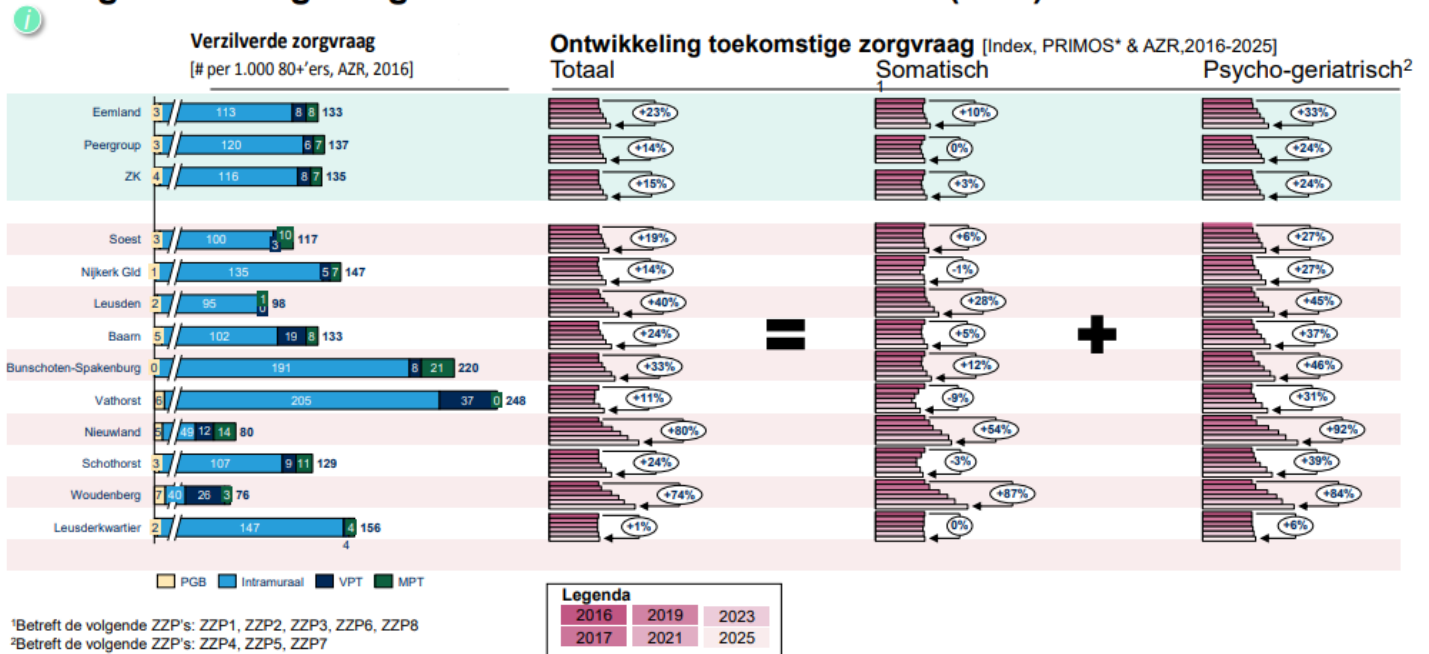 i
Verzilverde zorgvraag
[# per 1.000 80+'ers, AZR, 2016]
Ontwikkeling toekomstige zorgvraag [Index, PRIMOS* & AZR,2016-2025]
Totaal Somatisch 1 Psycho-geriatrisch2
Eemland 3 113 8 8 133 +23% +10% +33%
Peergroup 3 120 6 7 137 +14% 0% +24%
ZK 4 116 8 7 135 +15% +3% +24%
Soest 3 100 3 10 117 +19% +6% +27%
Nijkerk Gld 1 135 5 7 147 +14% -1% +27%
Leusden 2 95 1 0 98 +40% +28% +45%
Baarn 5 102 19 8 133 +24% +5% +37%
Bunschoten-Spakenburg 0 191 8 21 220 +33% +12% +46%
Vathorst 6 205 37 0 248 +11% -9% +31%
Nieuwland 5 49 12 14 80 +80% +54% +92%
Schothorst 3 107 9 11 129 +24% -3% +39%
Woudenberg 7 40 26 3 76 +74% +87% +84%
Leusderkwartier 2 147 4 4 156 +1% 0% +6%
PGB Intramuraal VPT MPT
Legenda
2016 2019 2023
2017 2021 2025
¹Betreft de volgende ZZP's: ZZP1, ZZP2, ZZP3, ZZP6, ZZP8
²Betreft de volgende ZZP's: ZZP4, ZZP5, ZZP7